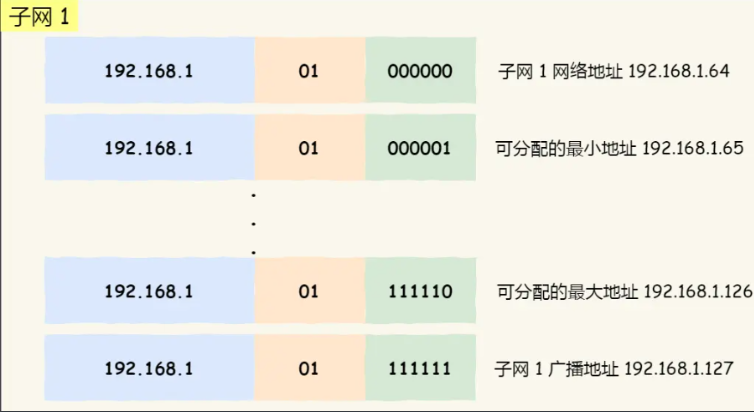 子网 1
192.168.1 01 000000 子网 1 网络地址 192.168.1.64
192.168.1 01 000001 可分配的最小地址 192.168.1.65
192.168.1 01 111110 可分配的最大地址 192.168.1.126
192.168.1 01 111111 子网 1 广播地址 192.168.1.127